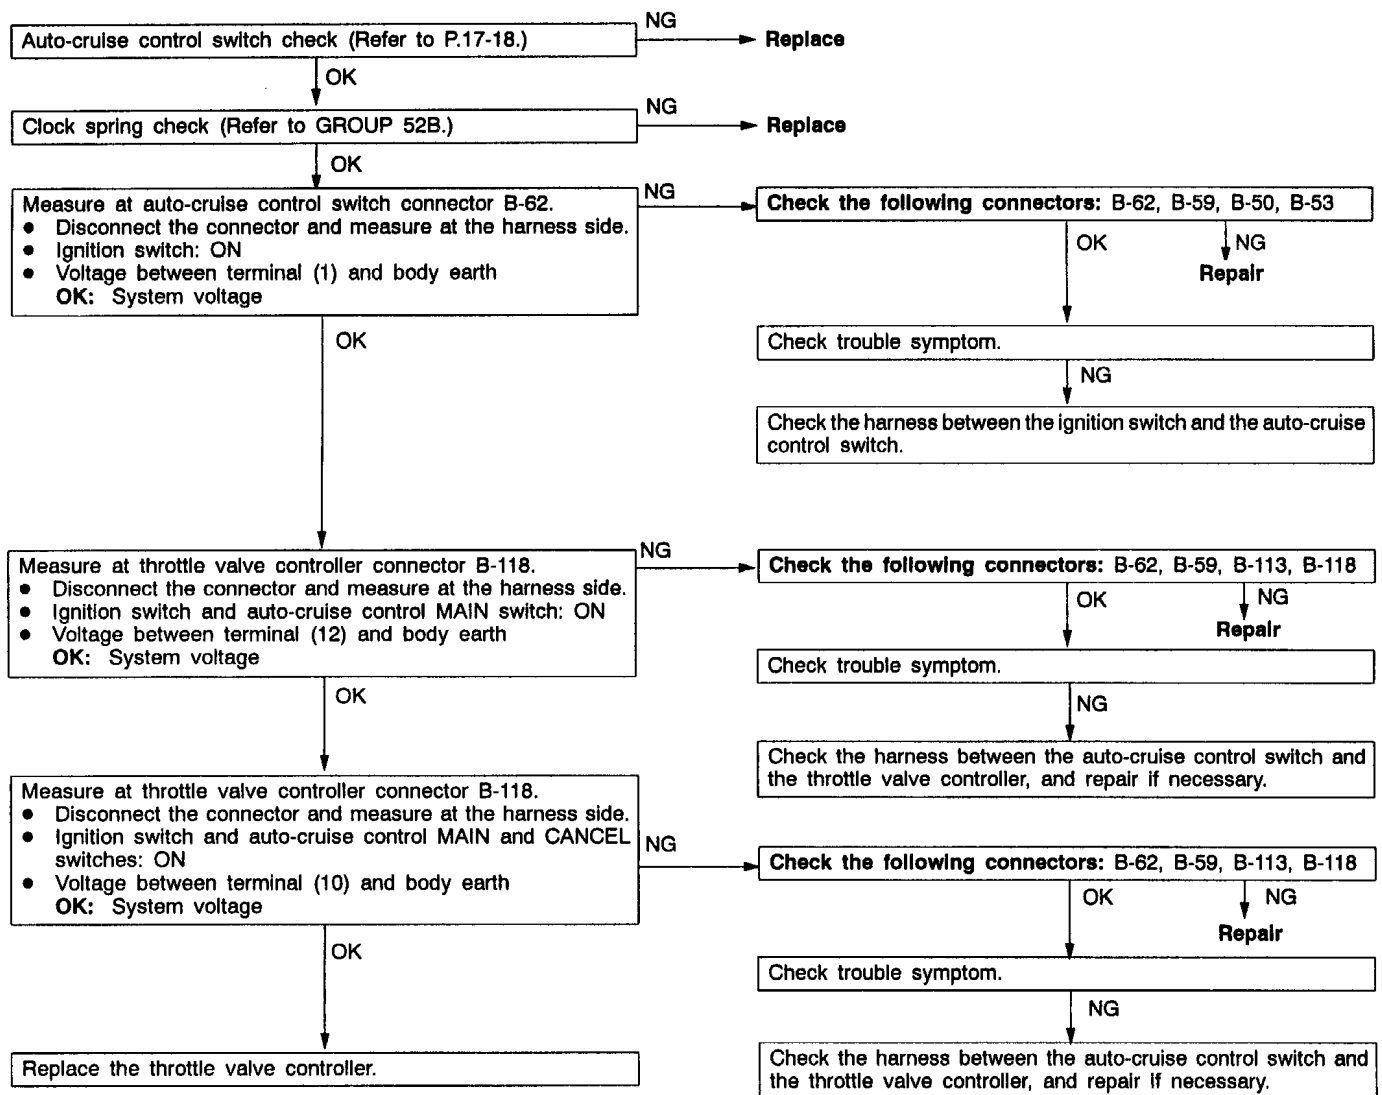 Auto-cruise control switch check (Refer to P.17-18.)
NG
Replace
OK
Clock spring check (Refer to GROUP 52B.)
NG
Replace
OK
Measure at auto-cruise control switch connector B-62.
● Disconnect the connector and measure at the harness side.
● Ignition switch: ON
● Voltage between terminal (1) and body earth
OK: System voltage
NG
Check the following connectors: B-62, B-59, B-50, B-53
OK
NG
Repair
Check trouble symptom.
NG
Check the harness between the ignition switch and the auto-cruise
control switch.
OK
Measure at throttle valve controller connector B-118.
● Disconnect the connector and measure at the harness side.
● Ignition switch and auto-cruise control MAIN switch: ON
● Voltage between terminal (12) and body earth
OK: System voltage
NG
Check the following connectors: B-62, B-59, B-113, B-118
OK
NG
Repair
Check trouble symptom.
NG
Check the harness between the auto-cruise control switch and
the throttle valve controller, and repair if necessary.
OK
Measure at throttle valve controller connector B-118.
● Disconnect the connector and measure at the harness side.
● Ignition switch and auto-cruise control MAIN and CANCEL
switches: ON
● Voltage between terminal (10) and body earth
OK: System voltage
NG
Check the following connectors: B-62, B-59, B-113, B-118
OK
NG
Repair
Check trouble symptom.
NG
Check the harness between the auto-cruise control switch and
the throttle valve controller, and repair if necessary.
OK
Replace the throttle valve controller.